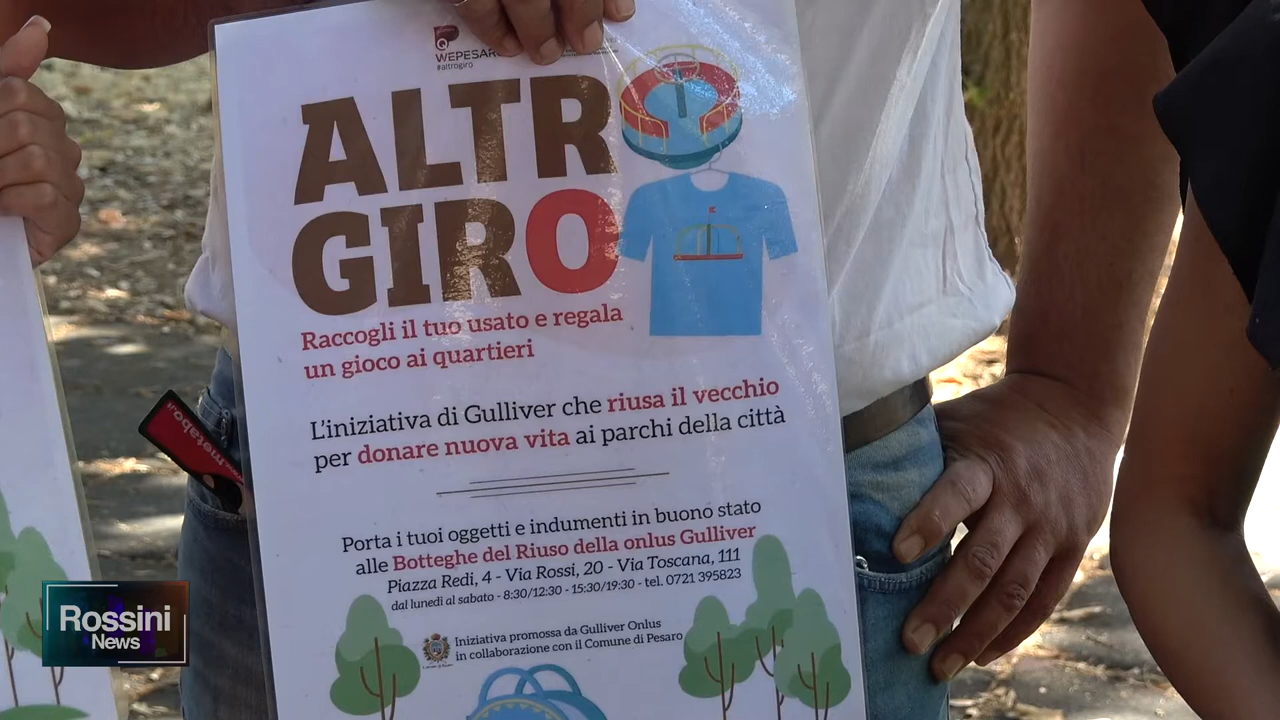 WEPESAR
#altrogiro
ALTR
GIRO
Raccogli il tuo usato e regala
un gioco ai quartieri
L'iniziativa di Gulliver che riusa il vecchio
per donare nuova vita ai parchi della città
Porta i tuoi oggetti e indumenti in buono stato
alle Botteghe del Riuso della onlus Gulliver
Piazza Redi, 4 - Via Rossi, 20 - Via Toscana, 111
dal lunedì al sabato - 8:30/12:30 - 15:30/19:30 - tel. 0721 395823
Iniziativa promossa da Gulliver Onlus
in collaborazione con il Comune di Pesaro
metabo
Rossini
News